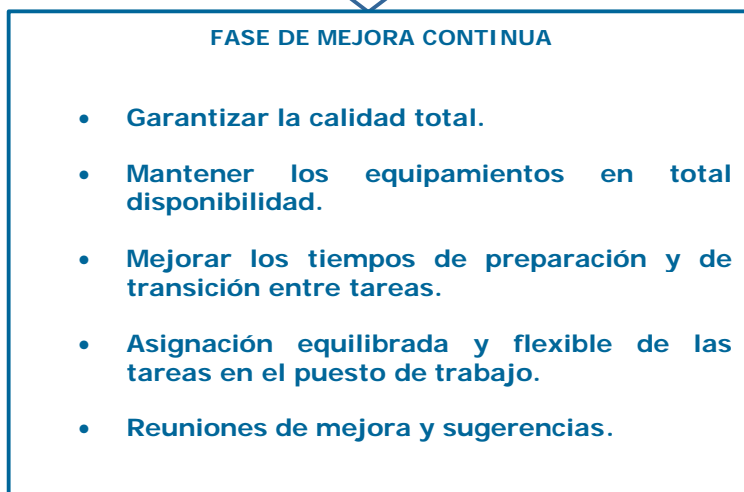 FASE DE MEJORA CONTINUA
• Garantizar la calidad total.
• Mantener los equipamientos en total
disponibilidad.
• Mejorar los tiempos de preparación y de
transición entre tareas.
• Asignación equilibrada y flexible de las
tareas en el puesto de trabajo.
• Reuniones de mejora y sugerencias.